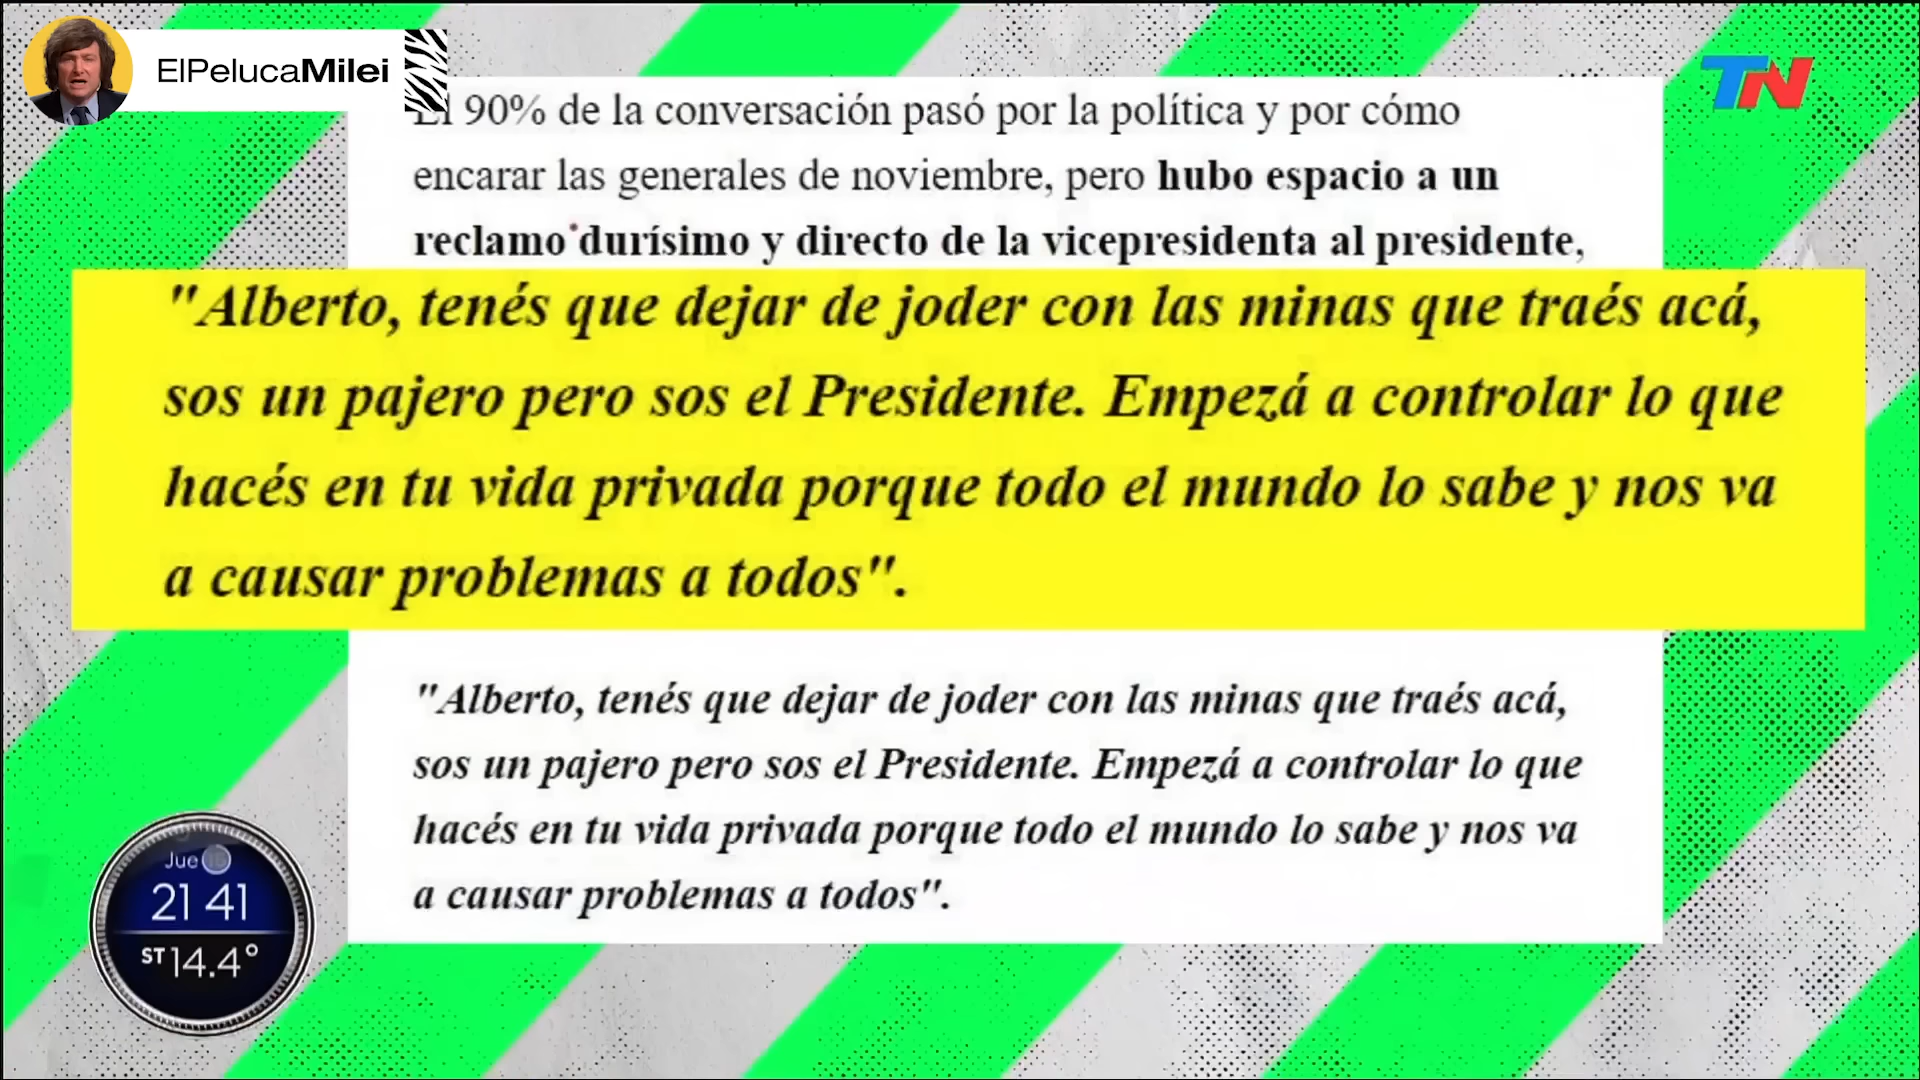 ElPelucaMilei
TN
El 90% de la conversación pasó por la política y por cómo
encarar las generales de noviembre, pero hubo espacio a un
reclamo durísimo y directo de la vicepresidenta al presidente,
"Alberto, tenés que dejar de joder con las minas que traés acá,
sos un pajero pero sos el Presidente. Empezá a controlar lo que
hacés en tu vida privada porque todo el mundo lo sabe y nos va
a causar problemas a todos".
"Alberto, tenés que dejar de joder con las minas que traés acá,
sos un pajero pero sos el Presidente. Empezá a controlar lo que
hacés en tu vida privada porque todo el mundo lo sabe y nos va
a causar problemas a todos".
Jue
21 41
ST 14.4°